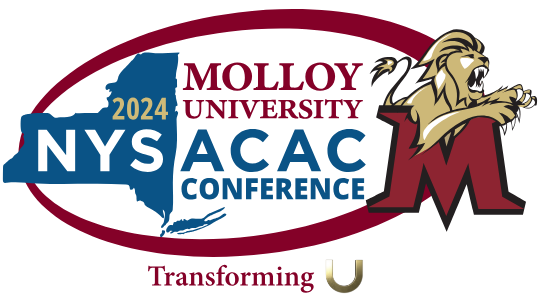 2024
NYSACAC
MOLLOY
UNIVERSITY
CONFERENCE
M
Transforming U